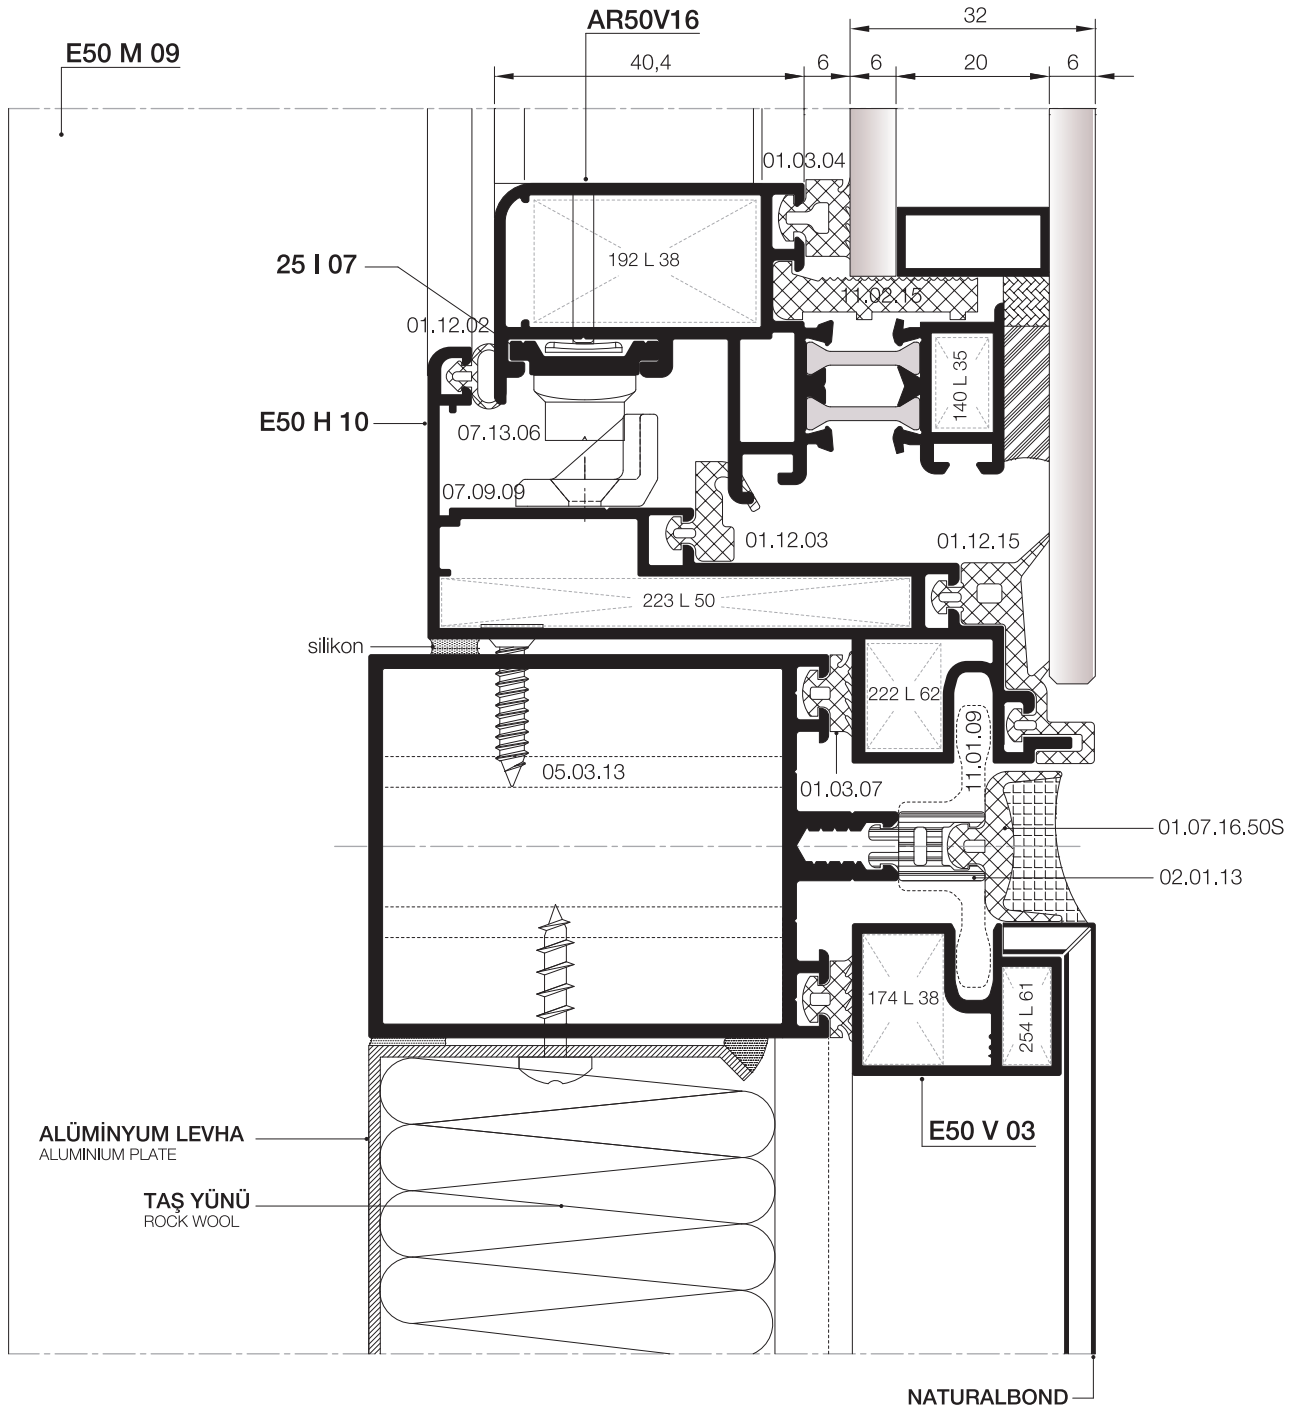 AR50V16
32
E50 M 09
40,4
6
6
20
6
01.03.04
192 L 38
25 I 07
11.02.15
01.12.02
140 L 35
E50 H 10
07.13.06
07.09.09
01.12.03
01.12.15
223 L 50
silikon
222 L 62
11.01.09
05.03.13
01.03.07
01.07.16.50S
02.01.13
174 L 38
254 L 61
ALÜMİNYUM LEVHA
ALUMINIUM PLATE
E50 V 03
TAŞ YÜNÜ
ROCK WOOL
NATURALBOND